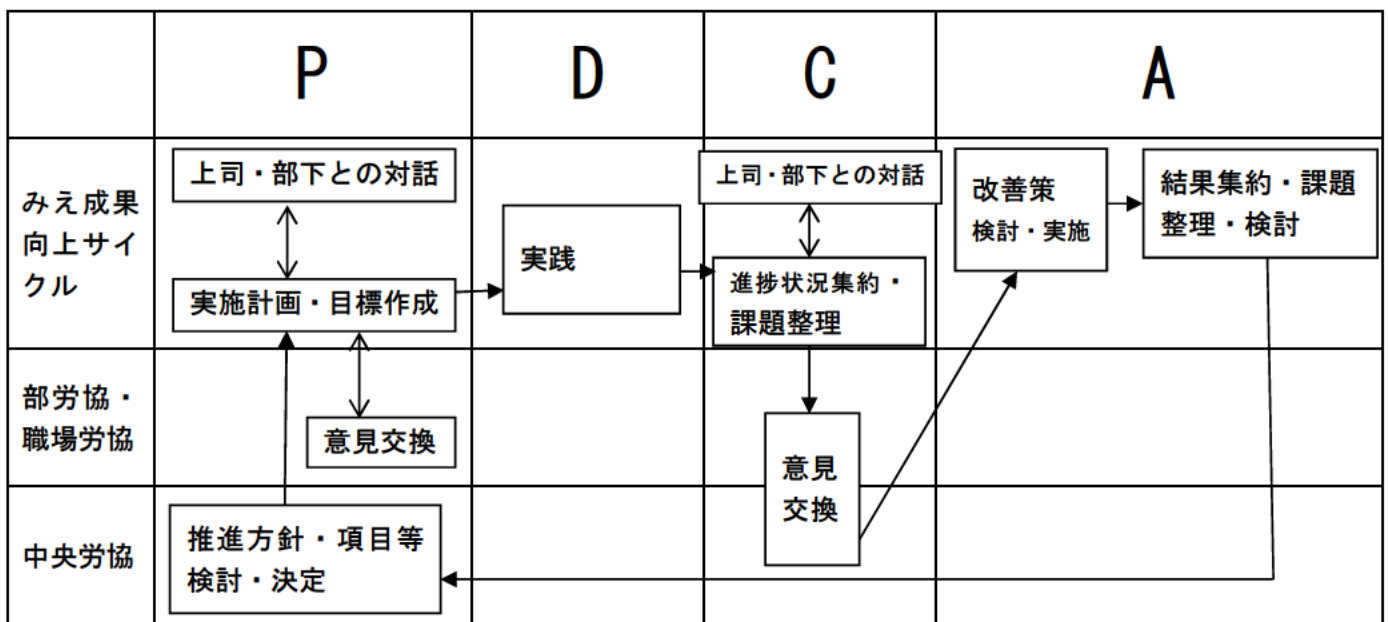 P
D
C
A
みえ成果
向上サイ
クル
上司・部下との対話
実施計画・目標作成
実践
上司・部下との対話
進捗状況集約・
課題整理
改善策
検討・実施
結果集約・課題
整理・検討
部労協・
職場労協
意見交換
意見
交換
中央労協
推進方針・項目等
検討・決定